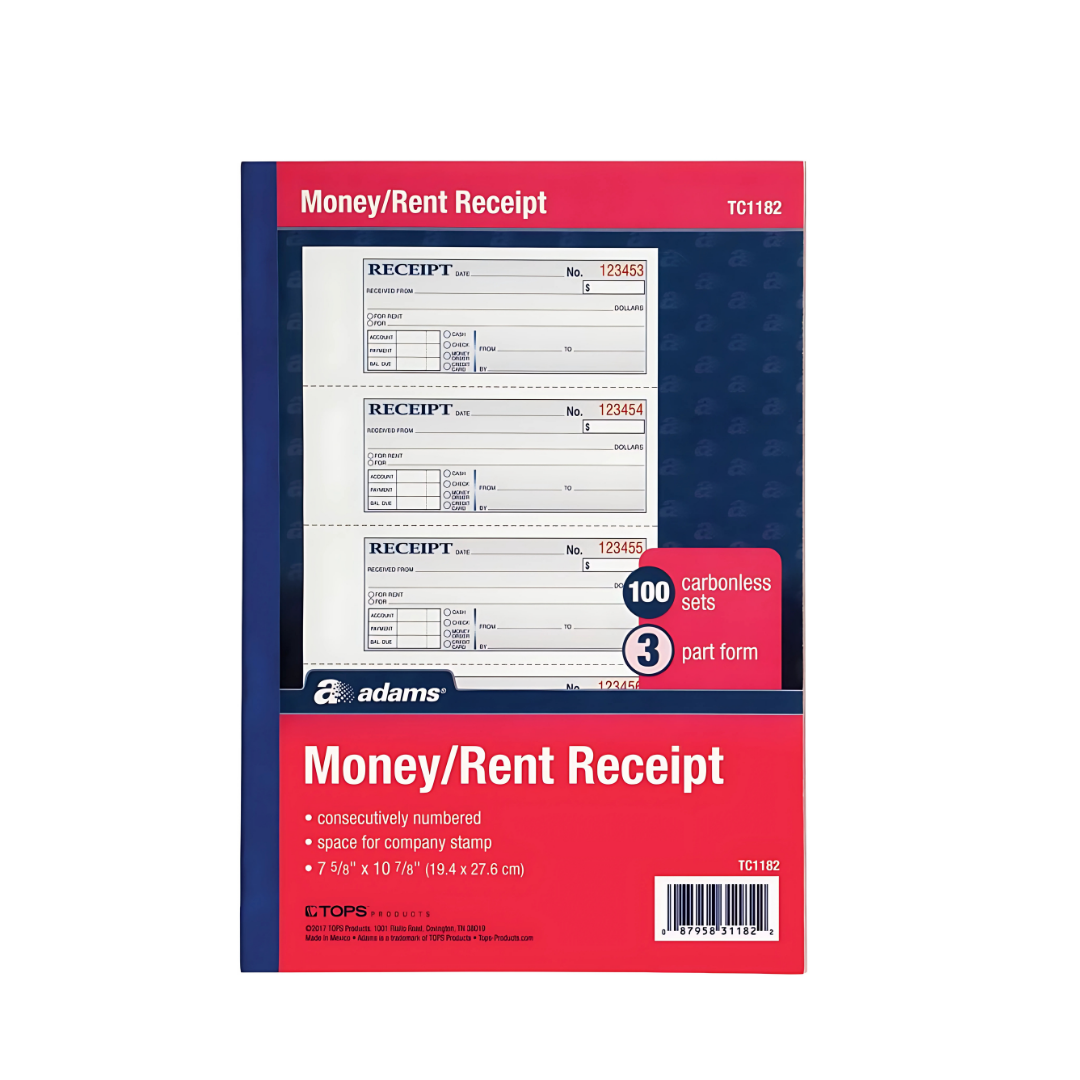 Money/Rent Receipt
TC1182
RECEIPT DATE No. 123453
$
RECEIVED FROM
DOLLARS
FOR RENT
FOR
ACCOUNT
PAYMENT
BAL. DUE
CASH
CHECK
MONEY ORDER
CREDIT CARD
FROM TO
BY
RECEIPT DATE No. 123454
$
RECEIVED FROM
DOLLARS
FOR RENT
FOR
ACCOUNT
PAYMENT
BAL. DUE
CASH
CHECK
MONEY ORDER
CREDIT CARD
FROM TO
BY
RECEIPT DATE No. 123455
$
RECEIVED FROM
DO
FOR RENT
FOR
ACCOUNT
PAYMENT
BAL. DUE
CASH
CHECK
MONEY ORDER
CREDIT CARD
FROM TO
BY
No. 123456
100 carbonless
sets
3 part form
a adams®
Money/Rent Receipt
• consecutively numbered
• space for company stamp
• 7 5/8" x 10 7/8" (19.4 x 27.6 cm)
TC1182
TOPS PRODUCTS
©2017 TOPS Products, 1001 Rialto Road, Covington, TN 38019
Made in Mexico • Adams is a trademark of TOPS Products • Tops-Products.com
0 87958 31182 2